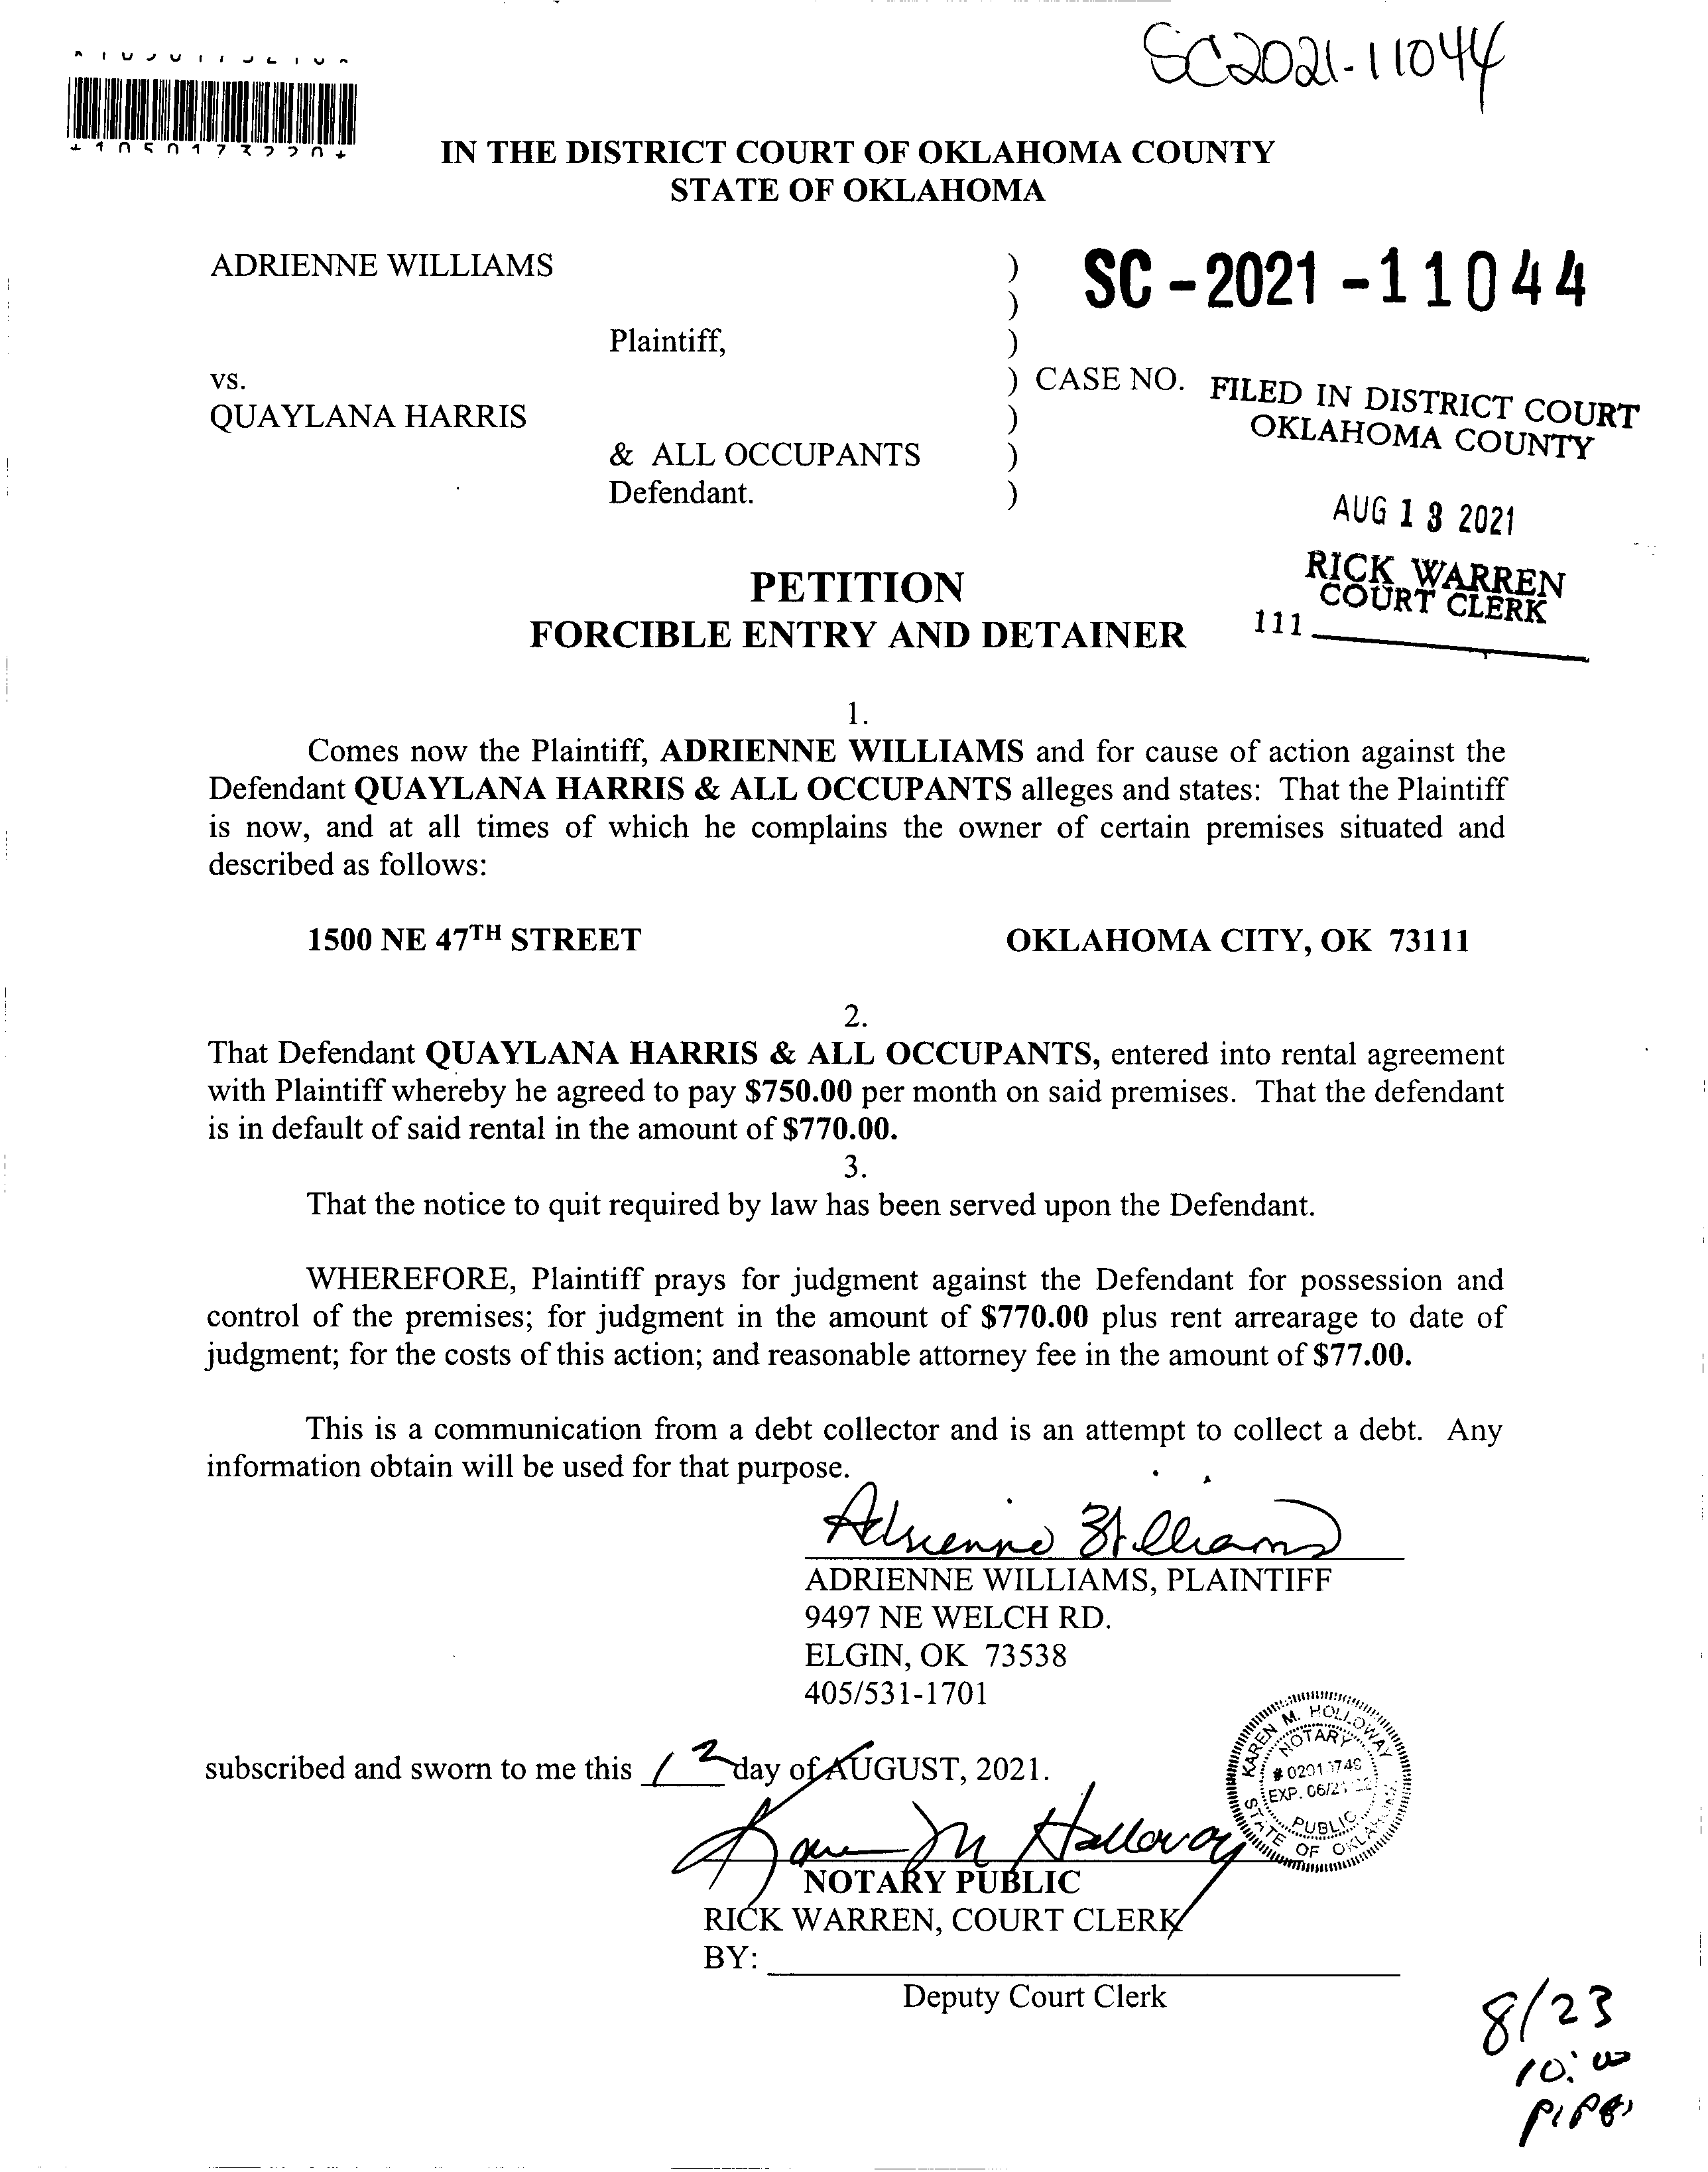 SC2021-11044
IN THE DISTRICT COURT OF OKLAHOMA COUNTY
STATE OF OKLAHOMA
ADRIENNE WILLIAMS )
)
Plaintiff, )
vs. ) CASE NO.
QUAYLANA HARRIS )
& ALL OCCUPANTS )
Defendant. )
SC-2021-11044
FILED IN DISTRICT COURT
OKLAHOMA COUNTY
AUG 13 2021
RICK WARREN
COURT CLERK
111
PETITION
FORCIBLE ENTRY AND DETAINER
1.
Comes now the Plaintiff, ADRIENNE WILLIAMS and for cause of action against the
Defendant QUAYLANA HARRIS & ALL OCCUPANTS alleges and states: That the Plaintiff
is now, and at all times of which he complains the owner of certain premises situated and
described as follows:
1500 NE 47TH STREET OKLAHOMA CITY, OK 73111
2.
That Defendant QUAYLANA HARRIS & ALL OCCUPANTS, entered into rental agreement
with Plaintiff whereby he agreed to pay $750.00 per month on said premises. That the defendant
is in default of said rental in the amount of $770.00.
3.
That the notice to quit required by law has been served upon the Defendant.
WHEREFORE, Plaintiff prays for judgment against the Defendant for possession and
control of the premises; for judgment in the amount of $770.00 plus rent arrearage to date of
judgment; for the costs of this action; and reasonable attorney fee in the amount of $77.00.
This is a communication from a debt collector and is an attempt to collect a debt. Any
information obtain will be used for that purpose.
Adrienne Williams
ADRIENNE WILLIAMS, PLAINTIFF
9497 NE WELCH RD.
ELGIN, OK 73538
405/531-1701
subscribed and sworn to me this 12 day of AUGUST, 2021.
KAREN M. HOLLOWAY
NOTARY
EXP.
PUBLIC
STATE OF OKLAHOMA
Karen M Holloway
NOTARY PUBLIC
RICK WARREN, COURT CLERK
BY:
Deputy Court Clerk
8/23
10:00